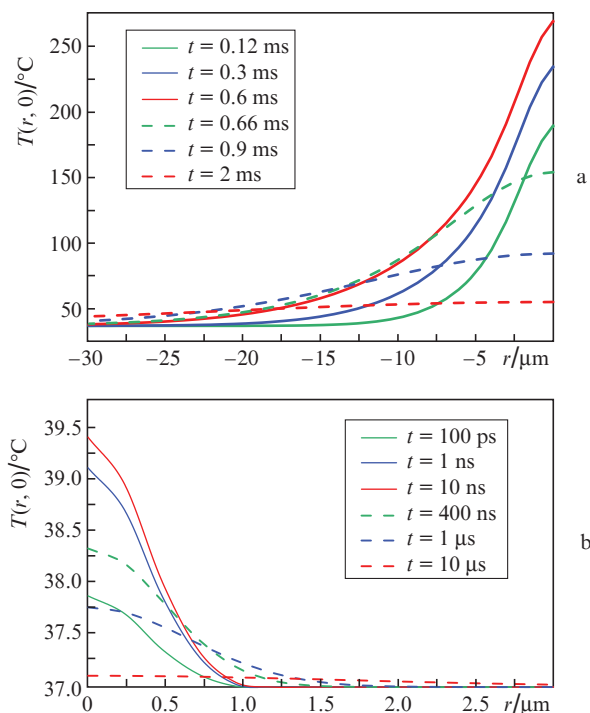 T(r, 0)/°C
250
200
150
100
50
t = 0.12 ms
t = 0.3 ms
t = 0.6 ms
t = 0.66 ms
t = 0.9 ms
t = 2 ms
a
−30 −25 −20 −15 −10 −5 r/μm
T(r, 0)/°C
39.5
39.0
38.5
38.0
37.5
37.0
t = 100 ps
t = 1 ns
t = 10 ns
t = 400 ns
t = 1 μs
t = 10 μs
b
0 0.5 1.0 1.5 2.0 2.5 r/μm